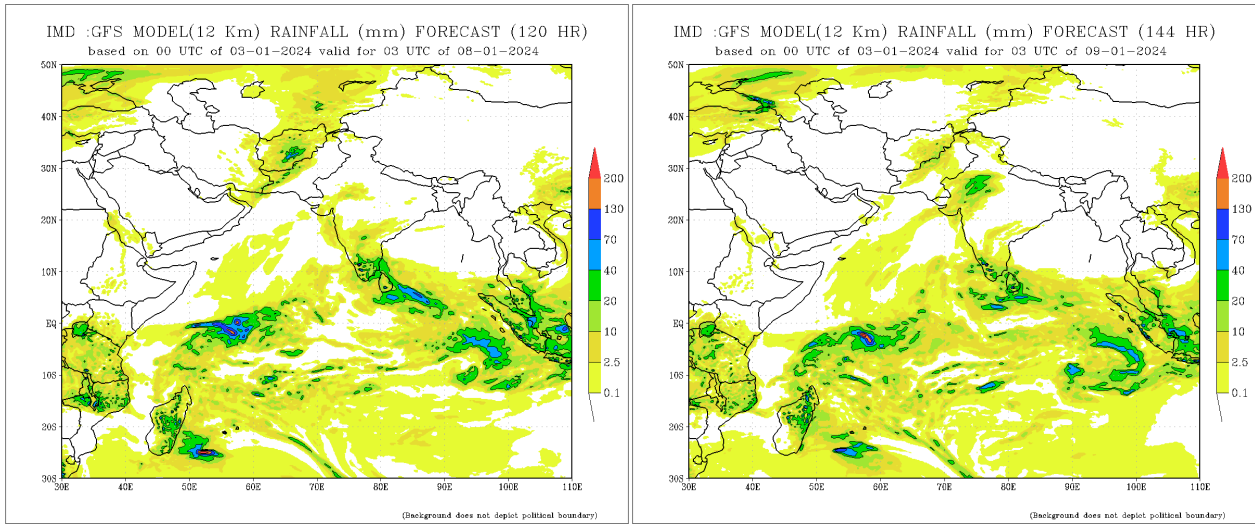 IMD :GFS MODEL(12 Km) RAINFALL (mm) FORECAST (120 HR)
based on 00 UTC of 03-01-2024 valid for 03 UTC of 08-01-2024
50N
40N
30N
20N
10N
EQ
10S
20S
30S
30E 40E 50E 60E 70E 80E 90E 100E 110E
200
130
70
40
20
10
2.5
0.1
(Background does not depict political boundary)
IMD :GFS MODEL(12 Km) RAINFALL (mm) FORECAST (144 HR)
based on 00 UTC of 03-01-2024 valid for 03 UTC of 09-01-2024
50N
40N
30N
20N
10N
EQ
10S
20S
30S
30E 40E 50E 60E 70E 80E 90E 100E 110E
200
130
70
40
20
10
2.5
0.1
(Background does not depict political boundary)